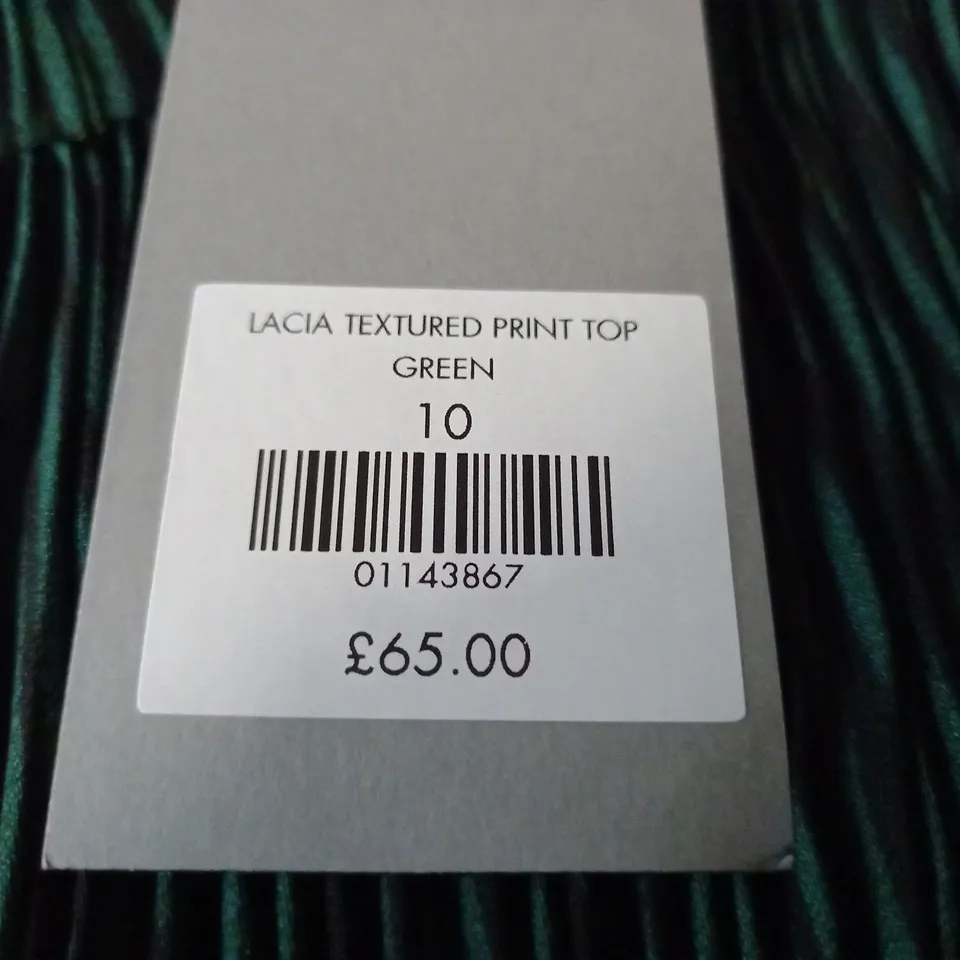 LACIA TEXTURED PRINT TOP
GREEN
10
01143867
£65.00